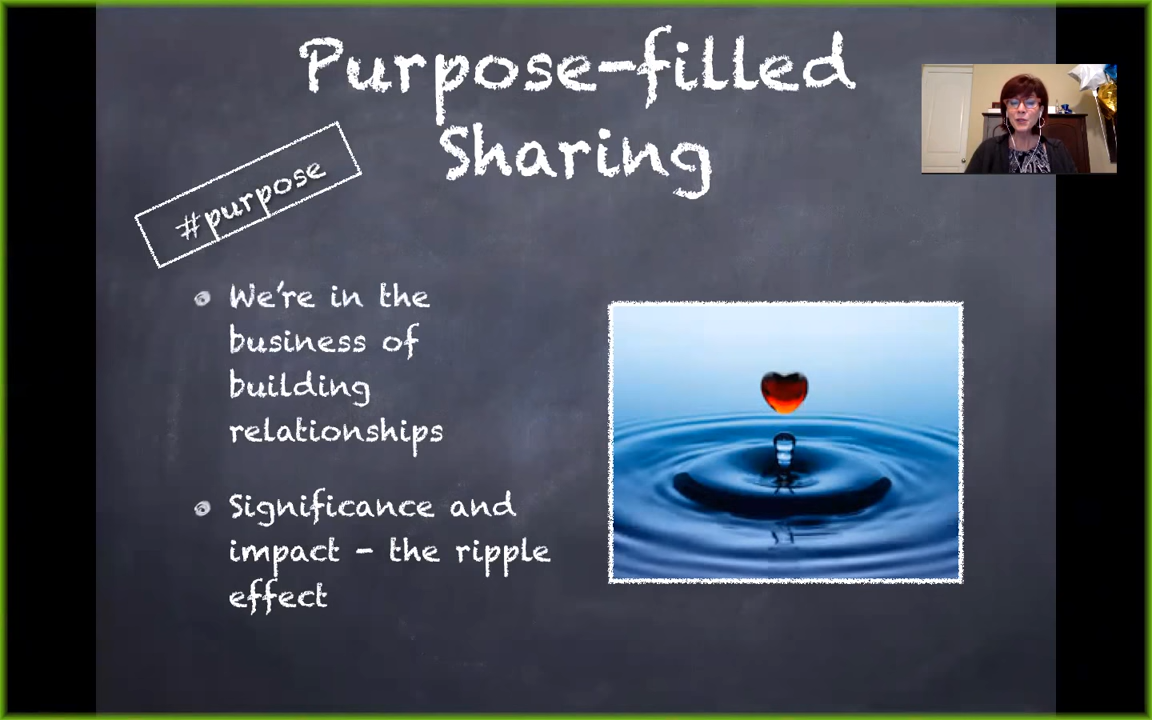 Purpose-filled
Sharing
#purpose
We're in the
business of
building
relationships
Significance and
impact - the ripple
effect